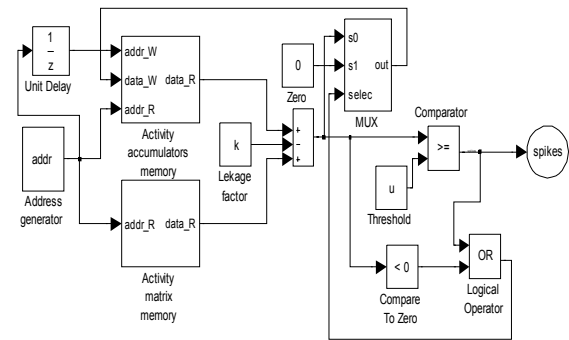 1
z
Unit Delay
addr
Address
generator
addr_W
data_W
data_R
addr_R
Activity
accumulators
memory
addr_R
data_R
Activity
matrix
memory
0
Zero
k
Lekage
factor
+
−
+
s0
s1
out
selec
MUX
Comparator
>=
u
Threshold
< 0
Compare
To Zero
OR
Logical
Operator
spikes